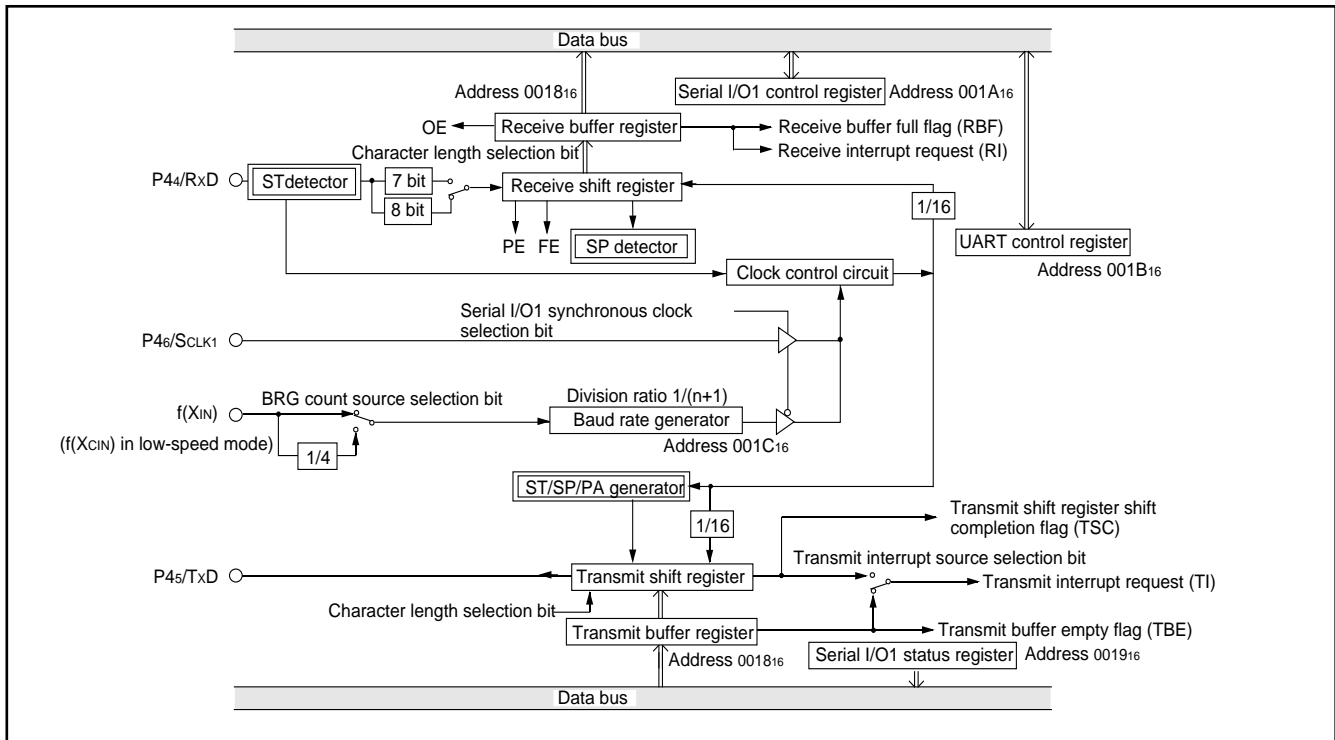 Data bus
Address 001816
Serial I/O1 control register
Address 001A16
OE
Receive buffer register
Receive buffer full flag (RBF)
Receive interrupt request (RI)
Character length selection bit
P44/RXD
STdetector
7 bit
8 bit
Receive shift register
1/16
PE
FE
SP detector
UART control register
Address 001B16
Clock control circuit
Serial I/O1 synchronous clock
selection bit
P46/SCLK1
BRG count source selection bit
Division ratio 1/(n+1)
f(XIN)
Baud rate generator
Address 001C16
(f(XCIN) in low-speed mode)
1/4
ST/SP/PA generator
1/16
Transmit shift register shift
completion flag (TSC)
Transmit interrupt source selection bit
P45/TXD
Transmit shift register
Transmit interrupt request (TI)
Character length selection bit
Transmit buffer register
Transmit buffer empty flag (TBE)
Address 001816
Serial I/O1 status register
Address 001916
Data bus